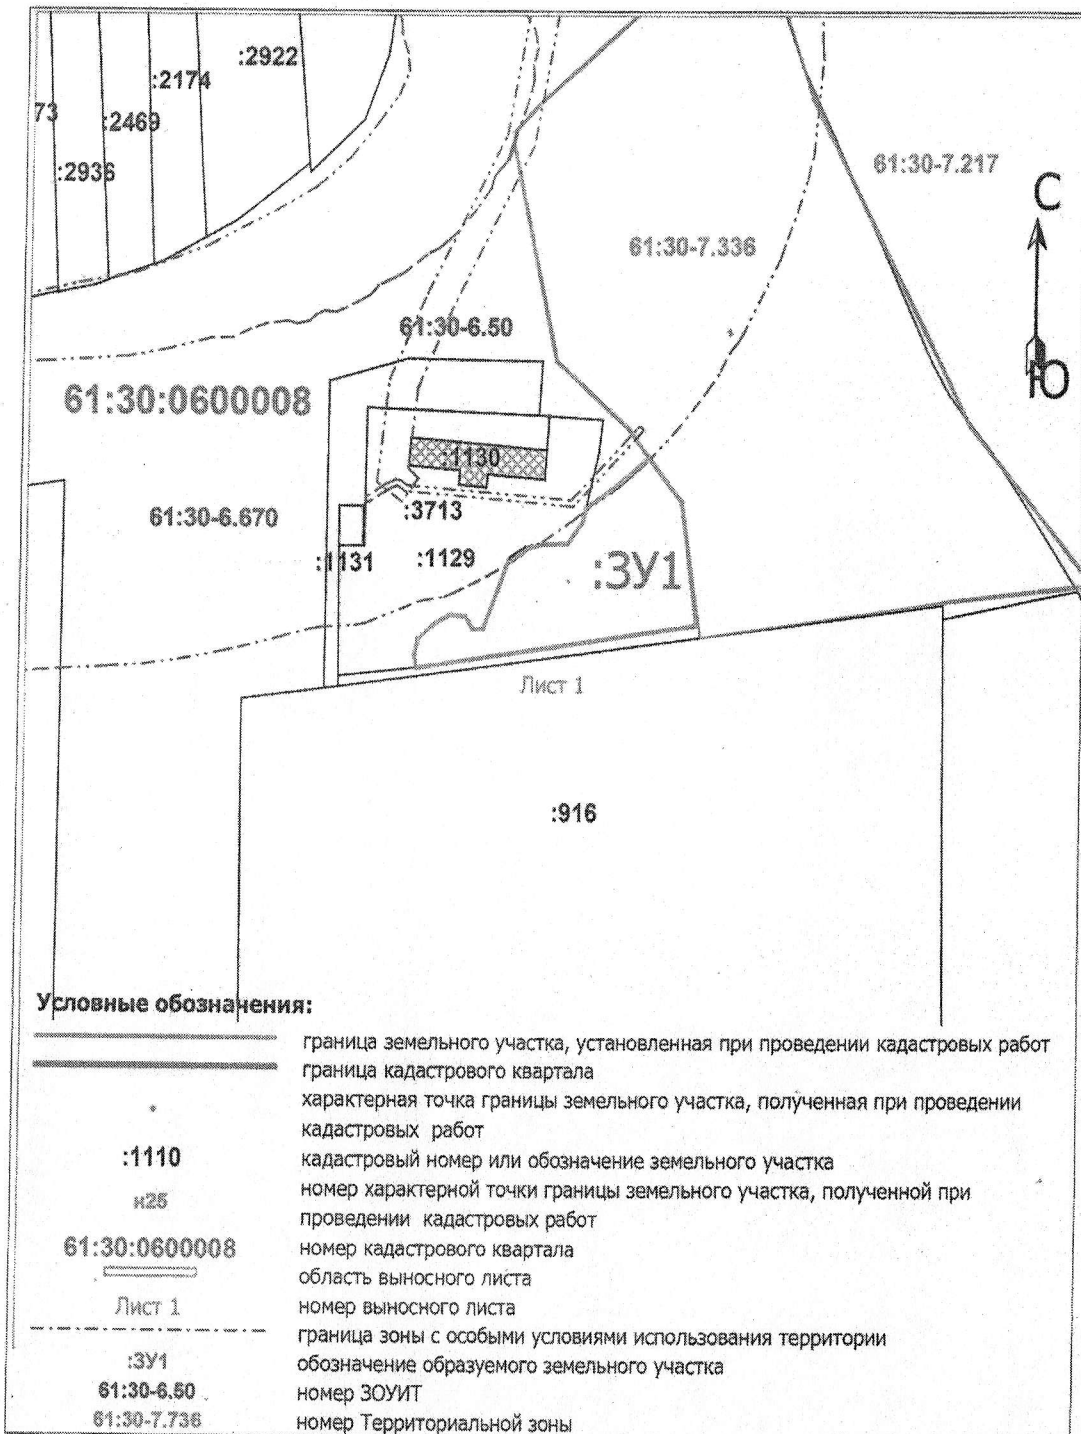 :2922
:2174
73
:2469
:2936
61:30-7.217
С
61:30-7.336
61:30-6.50
Ю
61:30:0600008
:1130
61:30-6.670
:3713
:1131
:1129
:ЗУ1
Лист 1
:916
Условные обозначения:
граница земельного участка, установленная при проведении кадастровых работ
граница кадастрового квартала
характерная точка границы земельного участка, полученная при проведении
кадастровых работ
:1110
кадастровый номер или обозначение земельного участка
н25
номер характерной точки границы земельного участка, полученной при
проведении кадастровых работ
61:30:0600008
номер кадастрового квартала
область выносного листа
Лист 1
номер выносного листа
граница зоны с особыми условиями использования территории
:ЗУ1
обозначение образуемого земельного участка
61:30-6.50
номер ЗОУИТ
61:30-7.736
номер Территориальной зоны